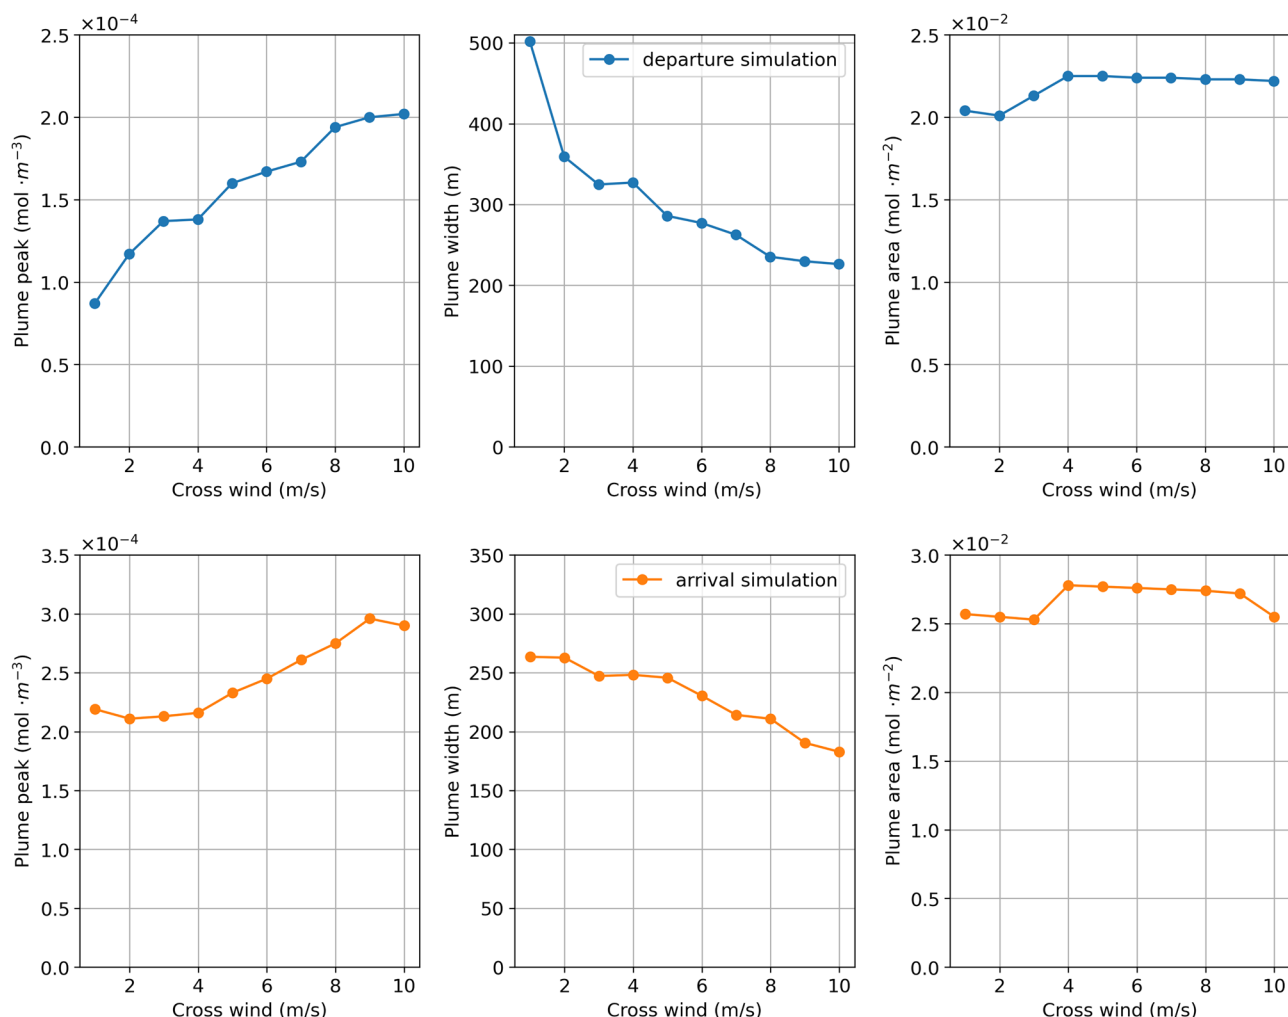 ×10⁻⁴
2.5
2.0
1.5
1.0
0.5
0.0
2 4 6 8 10
Cross wind (m/s)
Plume peak (mol ·m⁻³)
500
400
300
200
100
0
2 4 6 8 10
Cross wind (m/s)
Plume width (m)
departure simulation
×10⁻²
2.5
2.0
1.5
1.0
0.5
0.0
2 4 6 8 10
Cross wind (m/s)
Plume area (mol ·m⁻²)
×10⁻⁴
3.5
3.0
2.5
2.0
1.5
1.0
0.5
0.0
2 4 6 8 10
Cross wind (m/s)
Plume peak (mol ·m⁻³)
350
300
250
200
150
100
50
0
2 4 6 8 10
Cross wind (m/s)
Plume width (m)
arrival simulation
×10⁻²
3.0
2.5
2.0
1.5
1.0
0.5
0.0
2 4 6 8 10
Cross wind (m/s)
Plume area (mol ·m⁻²)